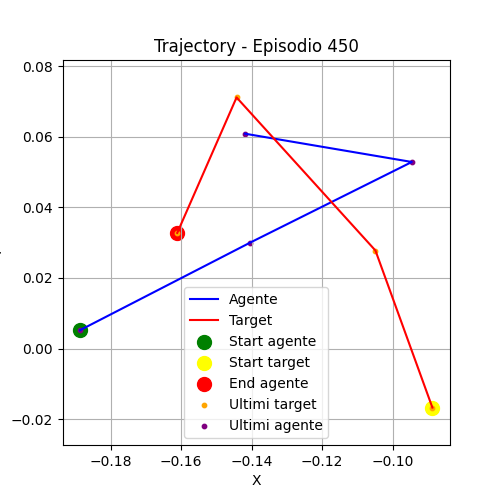 Trajectory - Episodio 450
0.08
0.06
0.04
0.02
0.00
−0.02
Agente
Target
Start agente
Start target
End agente
Ultimi target
Ultimi agente
−0.18 −0.16 −0.14 −0.12 −0.10
X